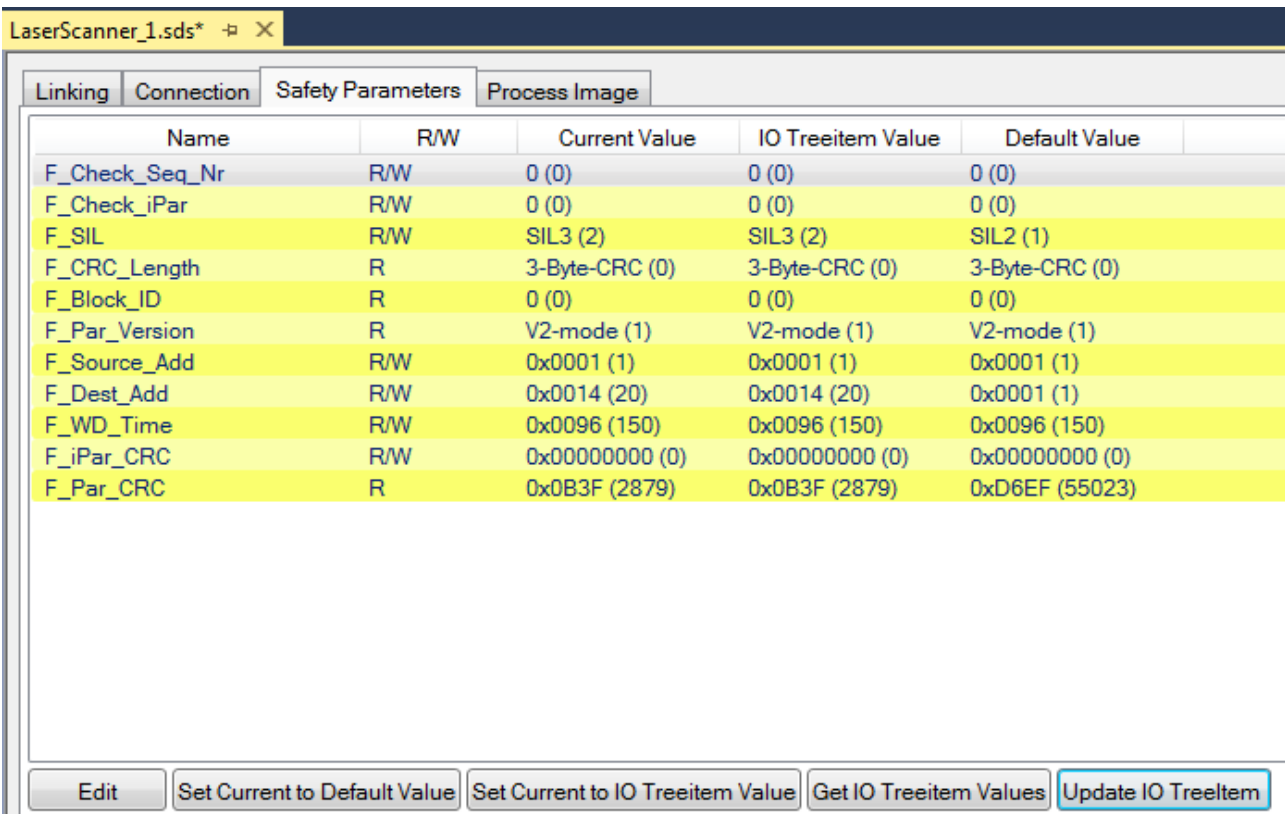 LaserScanner_1.sds*
Linking Connection Safety Parameters Process Image
Name R/W Current Value IO Treeitem Value Default Value
F_Check_Seq_Nr R/W 0 (0) 0 (0) 0 (0)
F_Check_iPar R/W 0 (0) 0 (0) 0 (0)
F_SIL R/W SIL3 (2) SIL3 (2) SIL2 (1)
F_CRC_Length R 3-Byte-CRC (0) 3-Byte-CRC (0) 3-Byte-CRC (0)
F_Block_ID R 0 (0) 0 (0) 0 (0)
F_Par_Version R V2-mode (1) V2-mode (1) V2-mode (1)
F_Source_Add R/W 0x0001 (1) 0x0001 (1) 0x0001 (1)
F_Dest_Add R/W 0x0014 (20) 0x0014 (20) 0x0001 (1)
F_WD_Time R/W 0x0096 (150) 0x0096 (150) 0x0096 (150)
F_iPar_CRC R/W 0x00000000 (0) 0x00000000 (0) 0x00000000 (0)
F_Par_CRC R 0x0B3F (2879) 0x0B3F (2879) 0xD6EF (55023)
Edit Set Current to Default Value Set Current to IO Treeitem Value Get IO Treeitem Values Update IO TreeItem